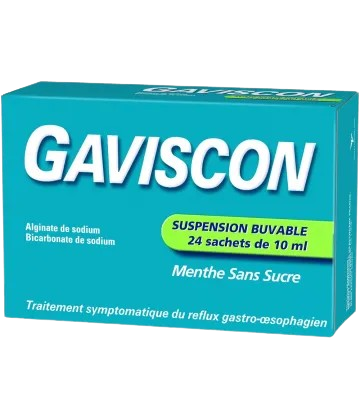 GAVISCON
Alginate de sodium
Bicarbonate de sodium
SUSPENSION BUVABLE
24 sachets de 10 ml
Menthe Sans Sucre
Traitement symptomatique du reflux gastro-œsophagien